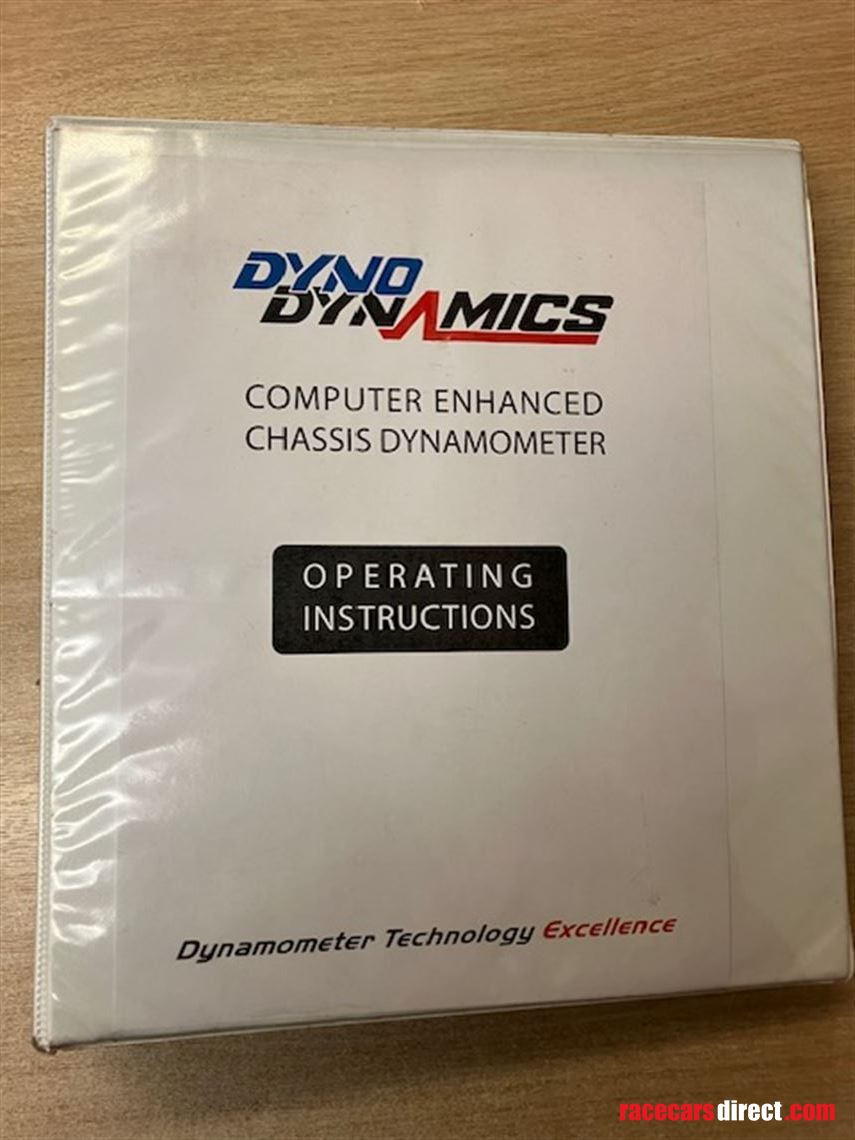 DYNO
DYNAMICS
COMPUTER ENHANCED
CHASSIS DYNAMOMETER
OPERATING
INSTRUCTIONS
Dynamometer Technology Excellence
racecarsdirect.com